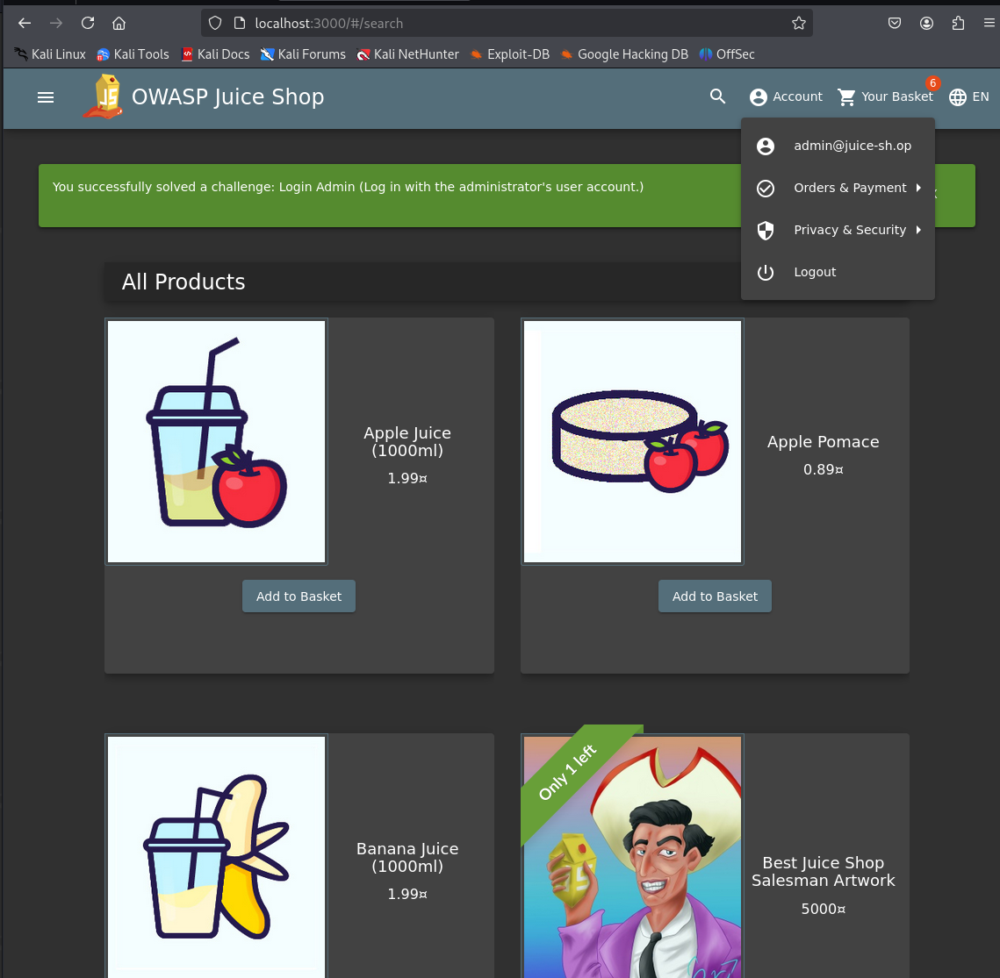 localhost:3000/#/search
Kali Linux Kali Tools Kali Docs Kali Forums Kali NetHunter Exploit-DB Google Hacking DB OffSec
OWASP Juice Shop Account Your Basket 6 EN
admin@juice-sh.op
Orders & Payment
Privacy & Security
Logout
You successfully solved a challenge: Login Admin (Log in with the administrator's user account.)
All Products
Apple Juice
(1000ml)
1.99¤
Add to Basket
Apple Pomace
0.89¤
Add to Basket
Banana Juice
(1000ml)
1.99¤
Only 1 left
Best Juice Shop
Salesman Artwork
5000¤